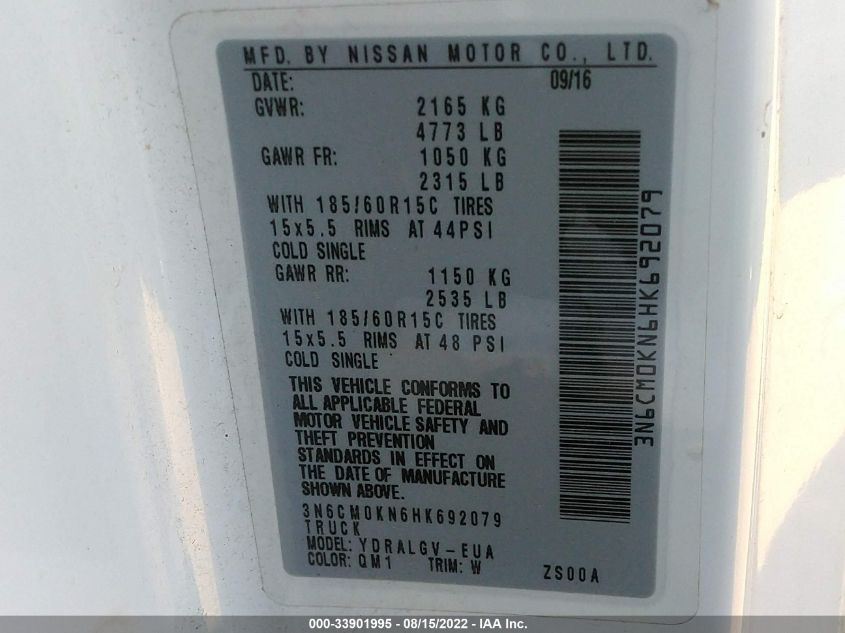 MFD. BY NISSAN MOTOR CO., LTD.
DATE: 09/16
GVWR: 2165 KG
4773 LB
GAWR FR: 1050 KG
2315 LB
WITH 185/60R15C TIRES
15x5.5 RIMS AT 44PSI
COLD SINGLE
GAWR RR: 1150 KG
2535 LB
WITH 185/60R15C TIRES
15x5.5 RIMS AT 48 PSI
COLD SINGLE
THIS VEHICLE CONFORMS TO
ALL APPLICABLE FEDERAL
MOTOR VEHICLE SAFETY AND
THEFT PREVENTION
STANDARDS IN EFFECT ON
THE DATE OF MANUFACTURE
SHOWN ABOVE.
3N6CM0KN6HK692079
TRUCK
MODEL: YDRALGV-EUA
COLOR: QM1 TRIM: W ZS00A
3N6CM0KN6HK692079
000-33901995 - 08/15/2022 - IAA Inc.